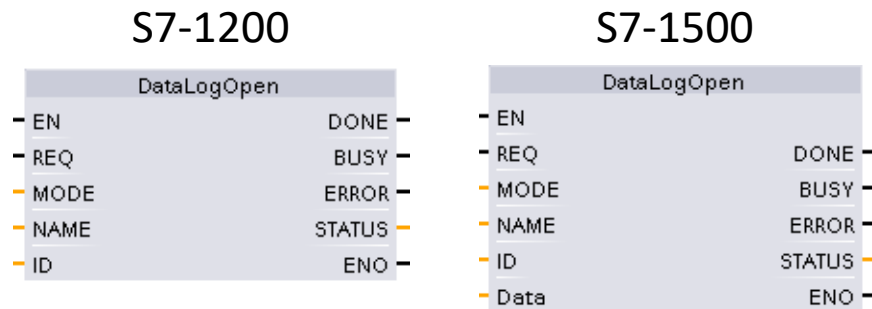 S7-1200 S7-1500
DataLogOpen DataLogOpen
EN DONE EN
REQ BUSY REQ DONE
MODE ERROR MODE BUSY
NAME STATUS NAME ERROR
ID ENO ID STATUS
Data ENO